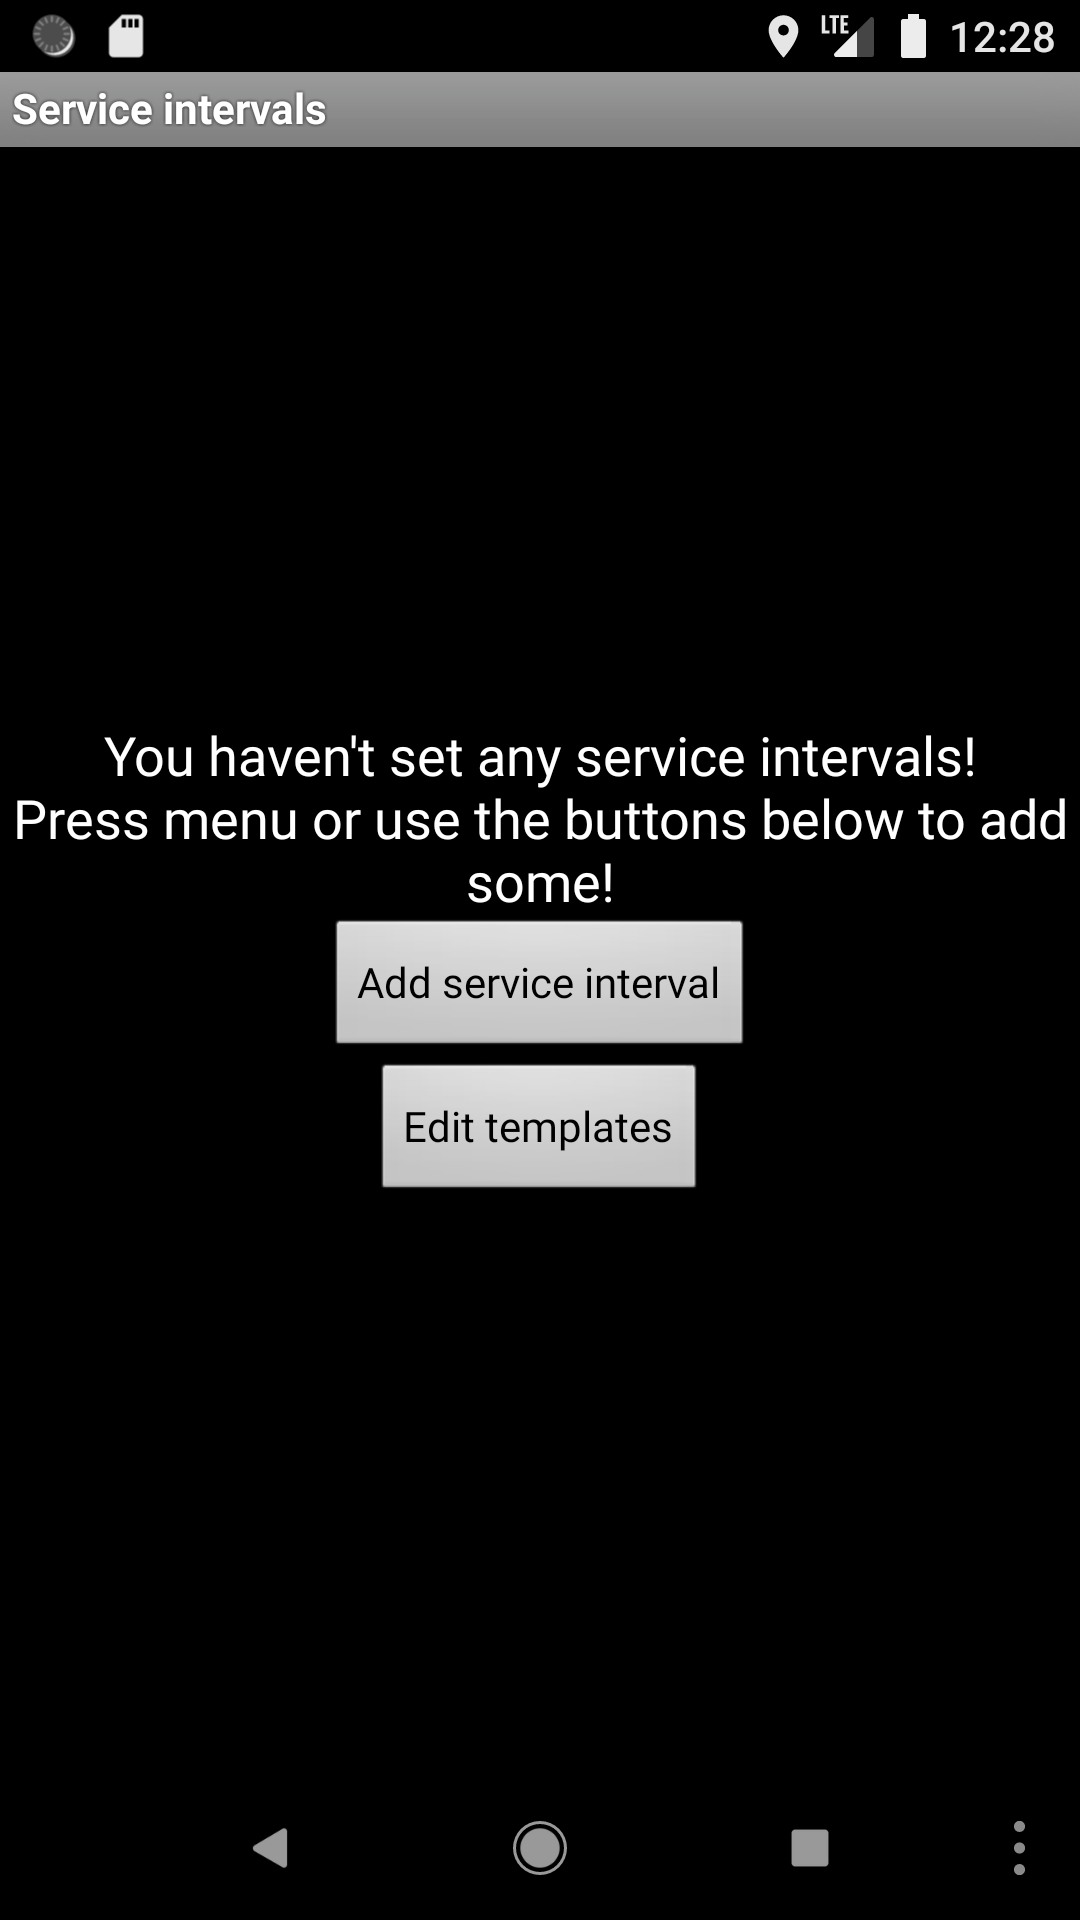 LTE 12:28
Service intervals
You haven't set any service intervals!
Press menu or use the buttons below to add
some!
Add service interval
Edit templates